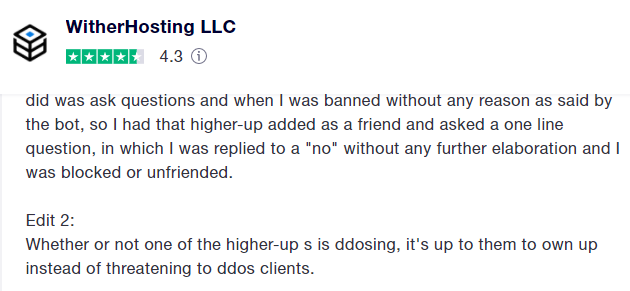 WitherHosting LLC
4.3
did was ask questions and when I was banned without any reason as said by
the bot, so I had that higher-up added as a friend and asked a one line
question, in which I was replied to a "no" without any further elaboration and I
was blocked or unfriended.
Edit 2:
Whether or not one of the higher-up s is ddosing, it's up to them to own up
instead of threatening to ddos clients.